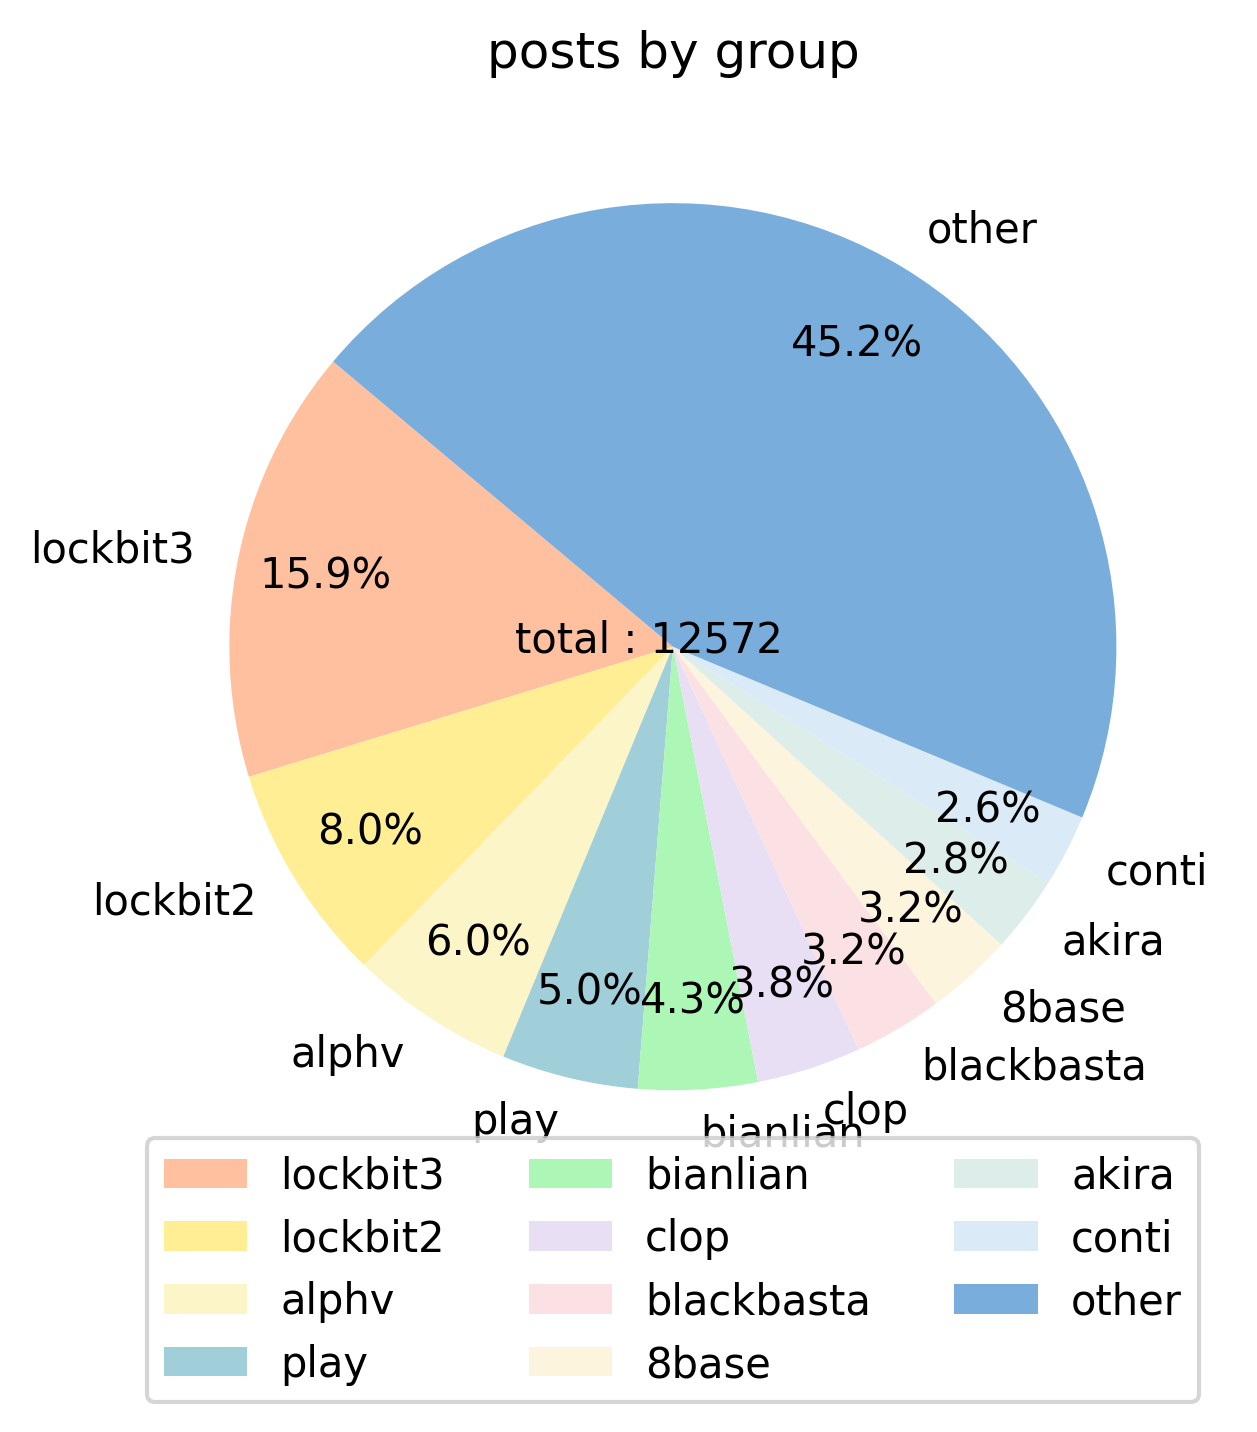 posts by group
other
45.2%
lockbit3
15.9%
total : 12572
8.0%
lockbit2
6.0%
alphv
5.0%
play
4.3%
bianlian
3.8%
clop
3.2%
blackbasta
3.2%
8base
2.8%
akira
2.6%
conti
lockbit3
lockbit2
alphv
play
bianlian
clop
blackbasta
8base
akira
conti
other